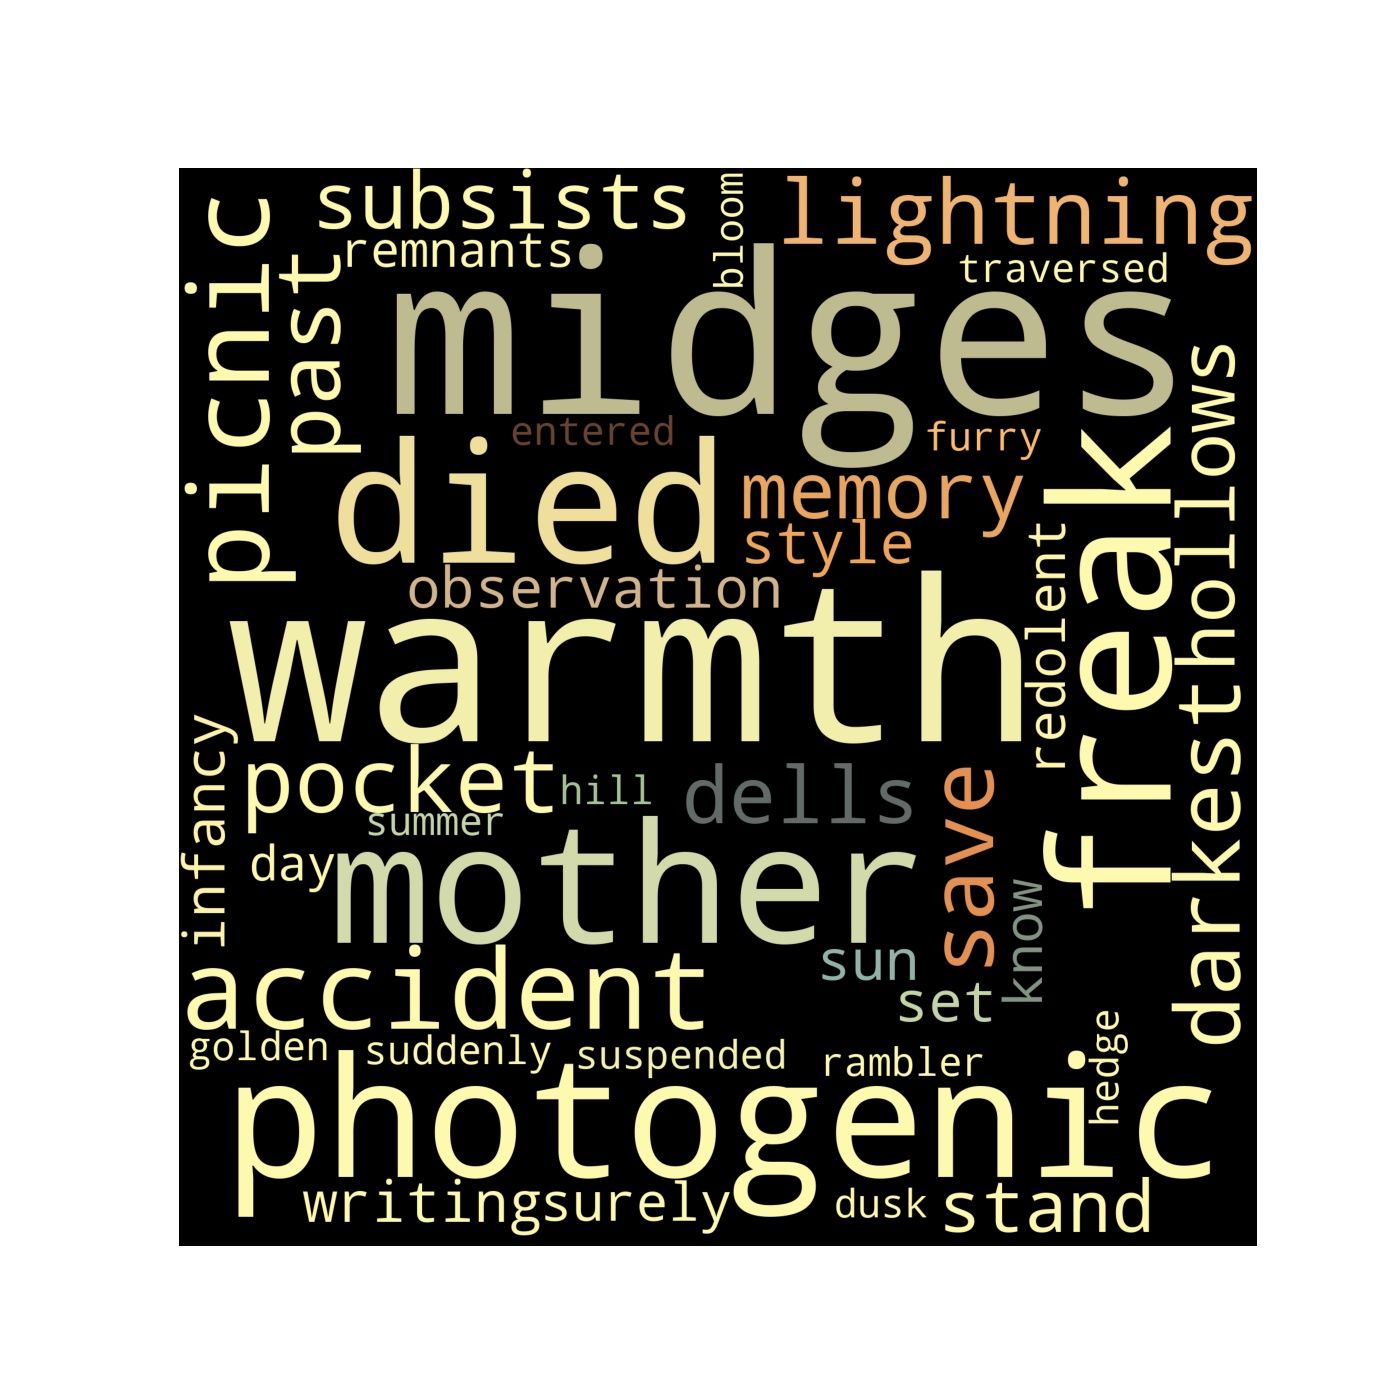 subsists
bloom
lightning
picnic
past
remnants
traversed
midges
entered
furry
died
memory
style
observation
freak
hollows
redolent
warmth
darkest
infancy
pocket
hill
dells
save
summer
day
mother
know
sun
accident
set
golden
suddenly
suspended
rambler
hedge
photogenic
writing
surely
dusk
stand